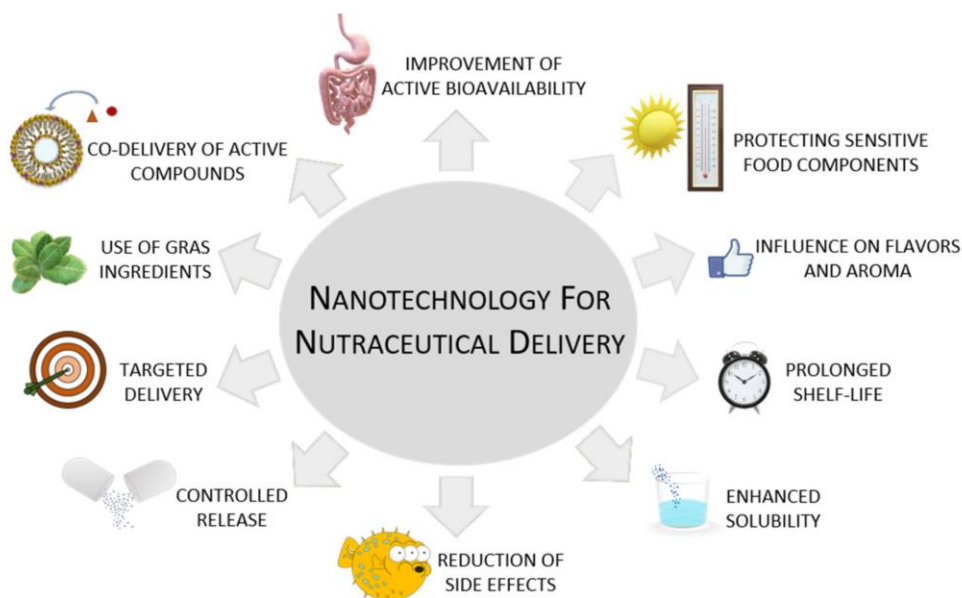 IMPROVEMENT OF
ACTIVE BIOAVAILABILITY
PROTECTING SENSITIVE
FOOD COMPONENTS
INFLUENCE ON FLAVORS
AND AROMA
PROLONGED
SHELF-LIFE
ENHANCED
SOLUBILITY
REDUCTION OF
SIDE EFFECTS
CONTROLLED
RELEASE
TARGETED
DELIVERY
USE OF GRAS
INGREDIENTS
CO-DELIVERY OF ACTIVE
COMPOUNDS
NANOTECHNOLOGY FOR
NUTRACEUTICAL DELIVERY